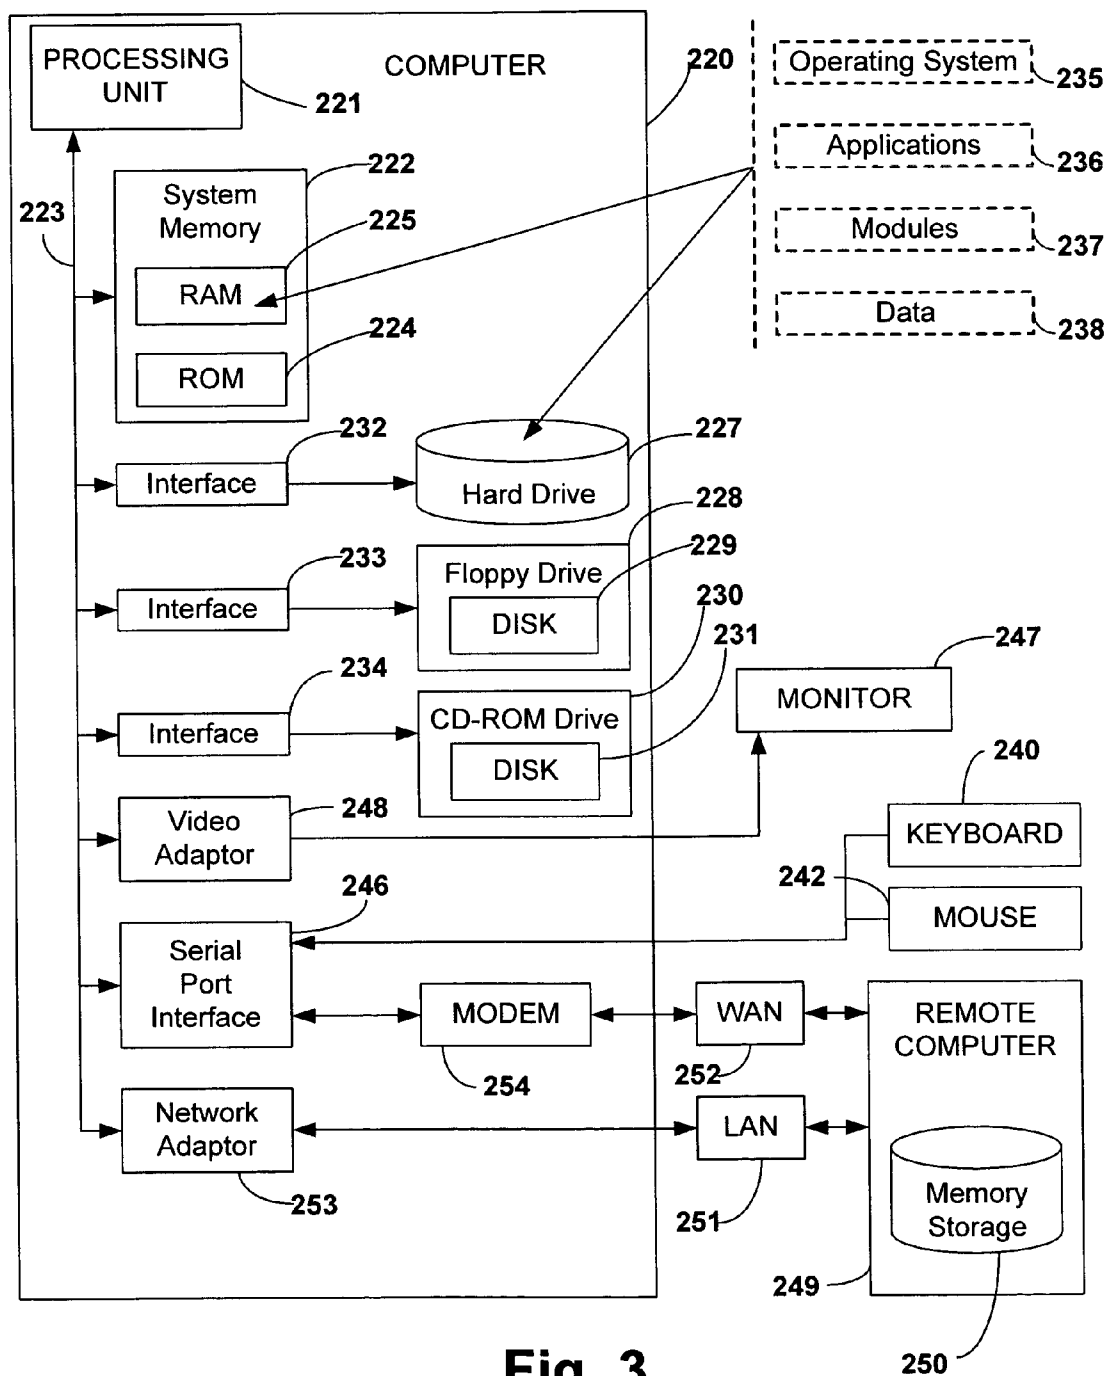 PROCESSING
UNIT
221
COMPUTER
220
Operating System
235
Applications
236
Modules
237
Data
238
222
System
Memory
223
225
RAM
224
ROM
232
Interface
227
Hard Drive
228
233
Interface
Floppy Drive
229
DISK
230
231
234
Interface
CD-ROM Drive
DISK
247
MONITOR
240
KEYBOARD
248
Video
Adaptor
242
MOUSE
246
Serial
Port
Interface
MODEM
254
WAN
252
REMOTE
COMPUTER
Network
Adaptor
253
LAN
251
Memory
Storage
249
250
Fig. 3